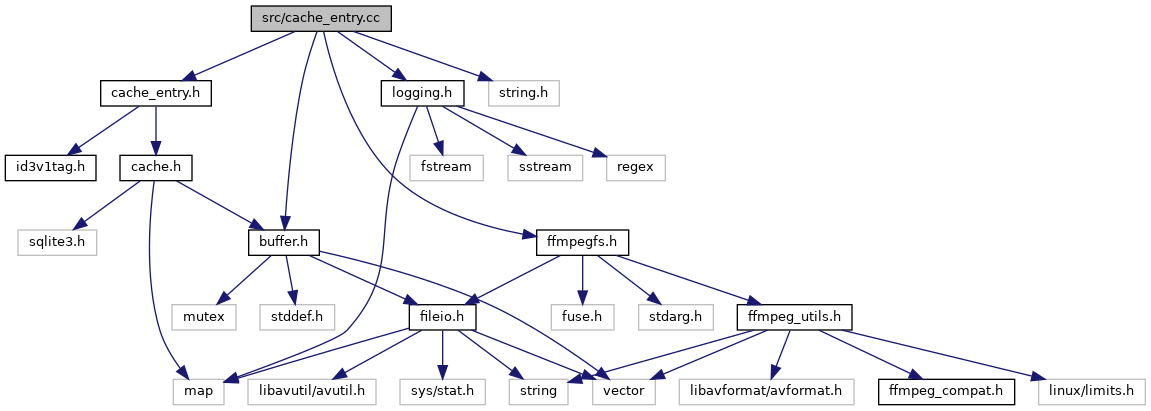 src/cache_entry.cc
cache_entry.h
logging.h
string.h
id3v1tag.h
cache.h
fstream
sstream
regex
sqlite3.h
buffer.h
ffmpegfs.h
mutex
stddef.h
fileio.h
fuse.h
stdarg.h
ffmpeg_utils.h
map
libavutil/avutil.h
sys/stat.h
string
vector
libavformat/avformat.h
ffmpeg_compat.h
linux/limits.h